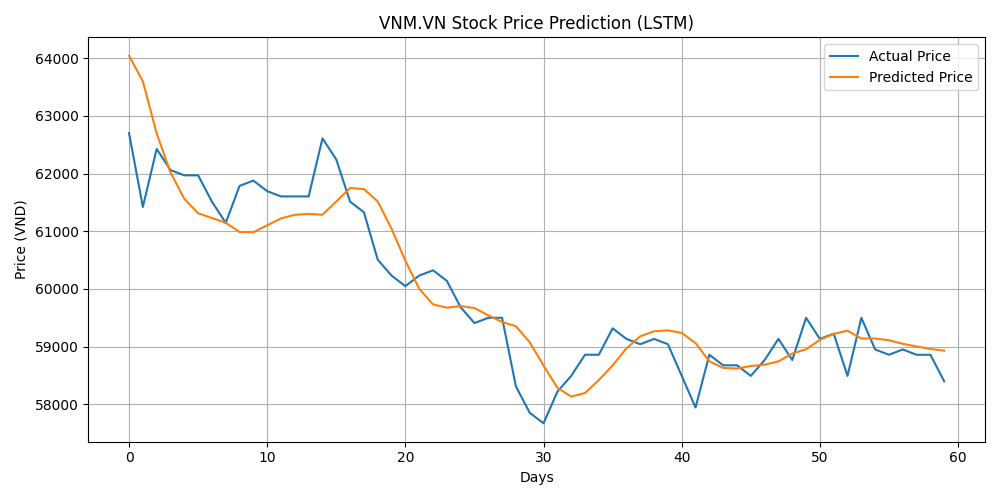 VNM.VN Stock Price Prediction (LSTM)
Actual Price
Predicted Price
Price (VND)
64000
63000
62000
61000
60000
59000
58000
0 10 20 30 40 50 60
Days